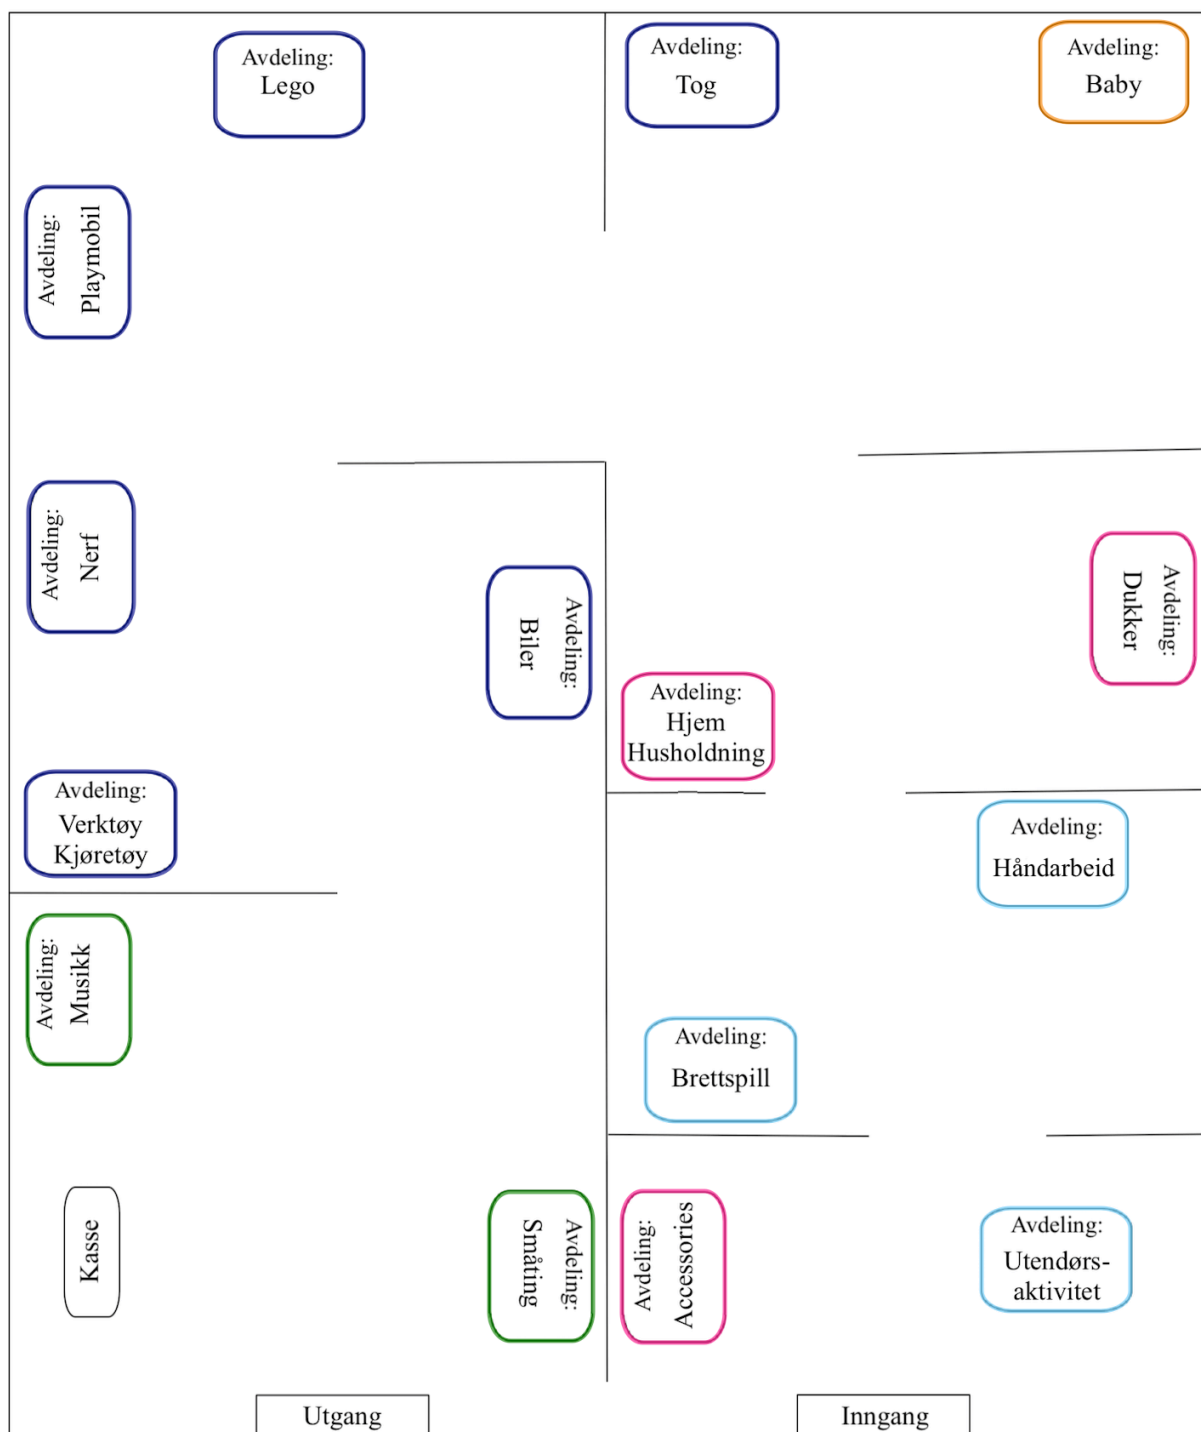 Avdeling:
Lego
Avdeling:
Tog
Avdeling:
Baby
Avdeling:
Playmobil
Avdeling:
Nerf
Avdeling:
Biler
Avdeling:
Dukker
Avdeling:
Hjem
Husholdning
Avdeling:
Verktøy
Kjøretøy
Avdeling:
Håndarbeid
Avdeling:
Musikk
Avdeling:
Brettspill
Kasse
Avdeling:
Småting
Avdeling:
Accessories
Avdeling:
Utendørs-
aktivitet
Utgang
Inngang